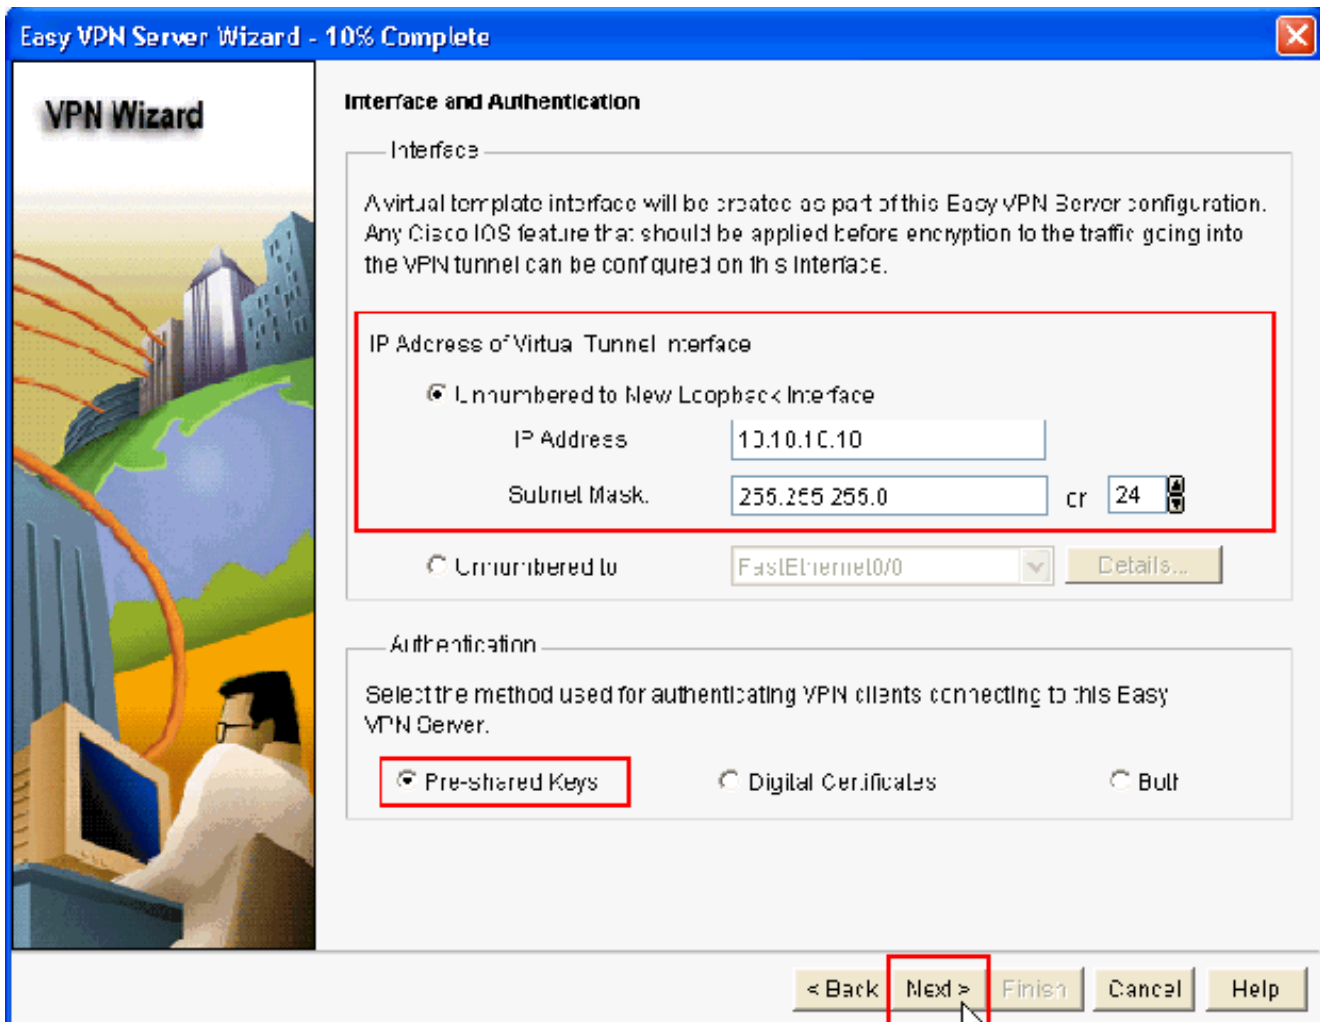 Easy VPN Server Wizard - 10% Complete
VPN Wizard
Interface and Authentication
Interface
A virtual template interface will be created as part of this Easy VPN Server configuration.
Any Cisco IOS feature that should be applied before encryption to the traffic going into
the VPN tunnel can be configured on this interface.
IP Address of Virtual Tunnel Interface
Unnumbered to New Loopback Interface
IP Address
10.10.10.10
Subnet Mask:
255.255.255.0
or
24
Unnumbered to
FastEthernet0/0
Details...
Authentication
Select the method used for authenticating VPN clients connecting to this Easy
VPN Server.
Pre-shared Keys
Digital Certificates
Both
< Back
Next >
Finish
Cancel
Help